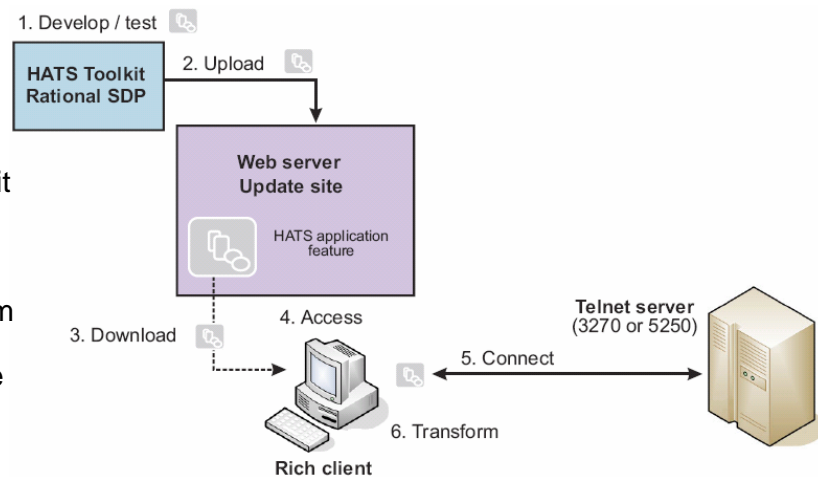 1. Develop / test
HATS Toolkit
Rational SDP
2. Upload
Web server
Update site
it
HATS application
feature
m
3. Download
4. Access
Telnet server
(3270 or 5250)
e
5. Connect
6. Transform
Rich client